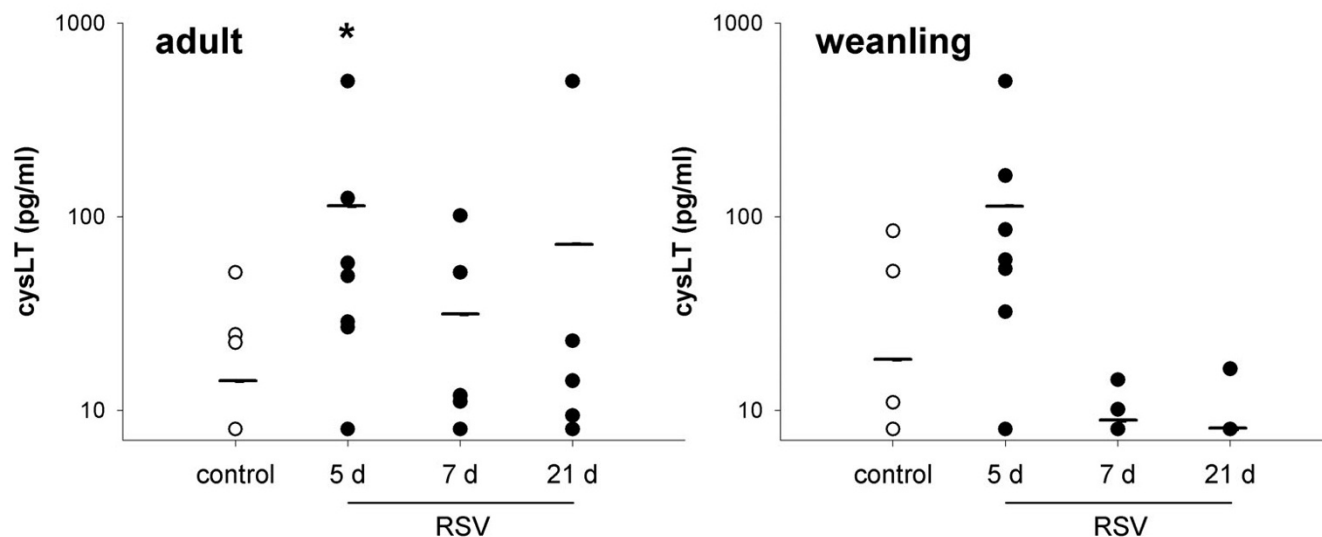 adult
*
cysLT (pg/ml)
1000
100
10
control 5 d 7 d 21 d
RSV
weanling
cysLT (pg/ml)
1000
100
10
control 5 d 7 d 21 d
RSV